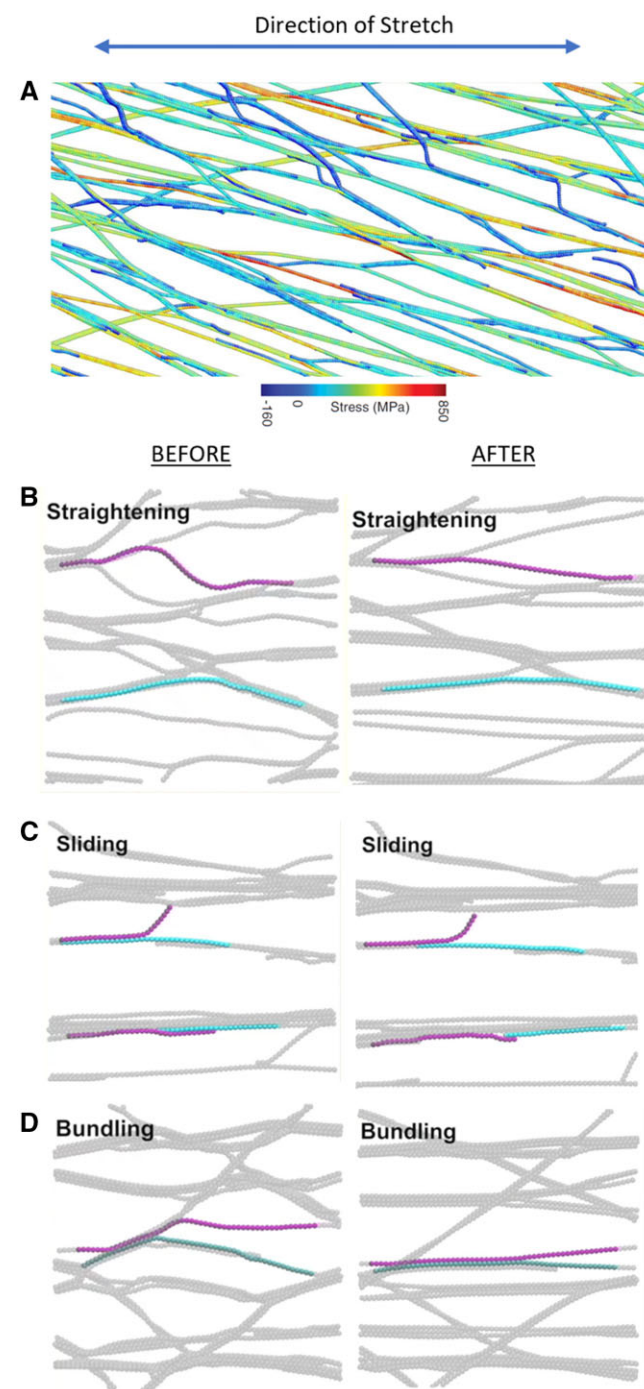 Direction of Stretch
A
-160
0
Stress (MPa)
850
BEFORE
AFTER
B
Straightening
Straightening
C
Sliding
Sliding
D
Bundling
Bundling